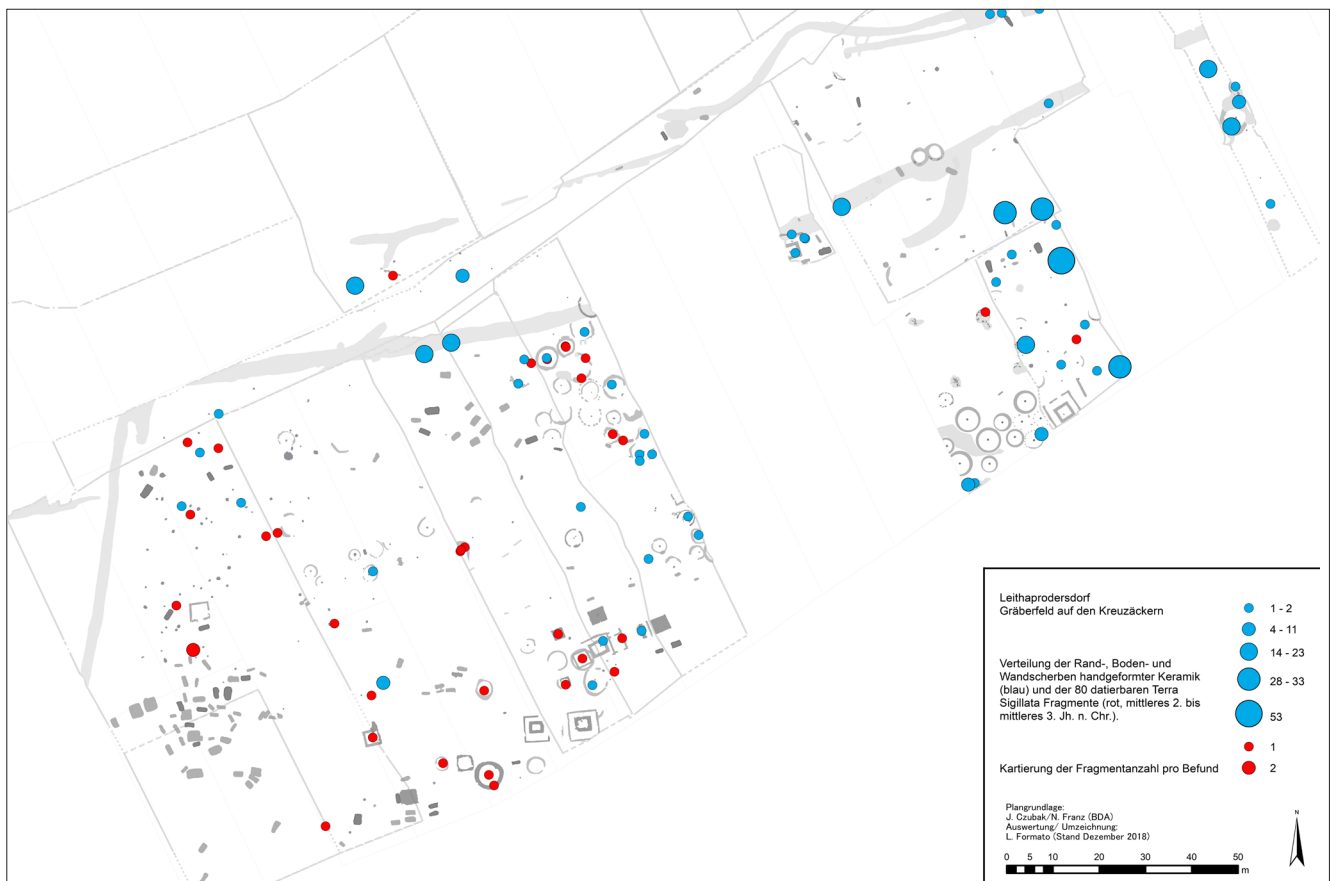 Leithaprodersdorf
Gräberfeld auf den Kreuzäckern
Verteilung der Rand-, Boden- und
Wandscherben handgeformter Keramik
(blau) und der 80 datierbaren Terra
Sigillata Fragmente (rot, mittleres 2. bis
mittleres 3. Jh. n. Chr.).
Kartierung der Fragmentanzahl pro Befund
1 - 2
4 - 11
14 - 23
28 - 33
53
1
2
Plangrundlage:
J. Czubak/N. Franz (BDA)
Auswertung/ Umzeichnung:
L. Formato (Stand Dezember 2018)
N
0 5 10 20 30 40 50
m